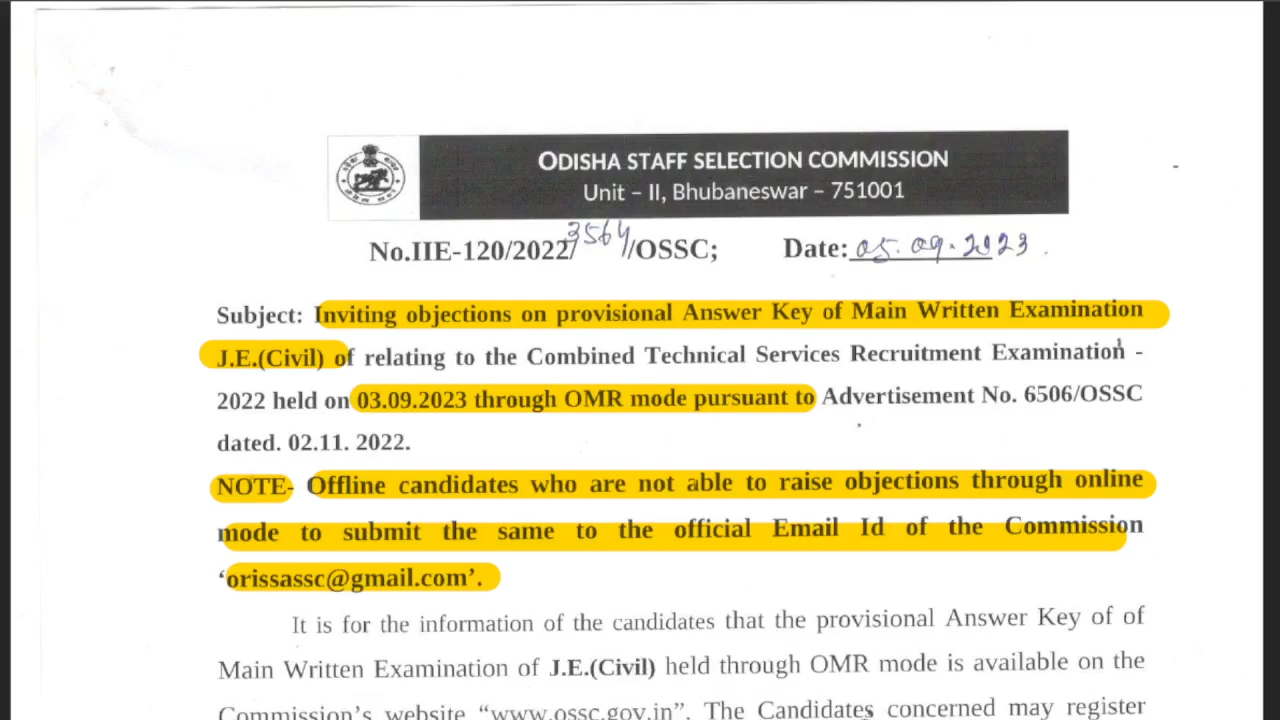 ODISHA STAFF SELECTION COMMISSION
Unit – II, Bhubaneswar – 751001
No.IIE-120/2022/3564/OSSC; Date: 05.09.2023
Subject: Inviting objections on provisional Answer Key of Main Written Examination
J.E.(Civil) of relating to the Combined Technical Services Recruitment Examination -
2022 held on 03.09.2023 through OMR mode pursuant to Advertisement No. 6506/OSSC
dated. 02.11. 2022.
NOTE- Offline candidates who are not able to raise objections through online
mode to submit the same to the official Email Id of the Commission
‘orissassc@gmail.com’.
It is for the information of the candidates that the provisional Answer Key of of
Main Written Examination of J.E.(Civil) held through OMR mode is available on the
Commission’s website “www.ossc.gov.in”. The Candidates concerned may register